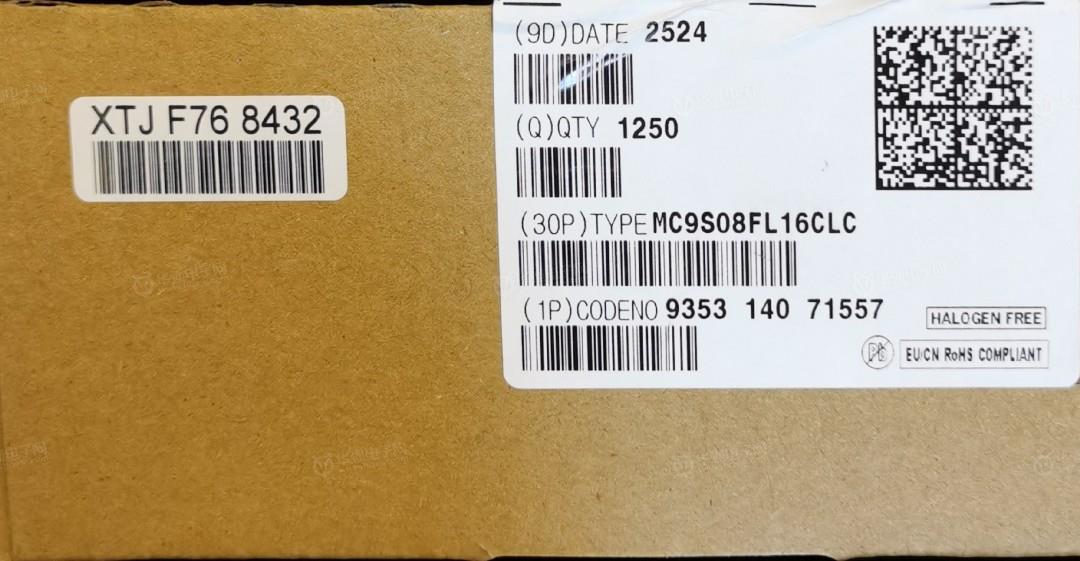 XTJ F76 8432
(9D)DATE 2524
(Q)QTY 1250
(30P)TYPE MC9S08FL16CLC
(1P)CODENO 9353 140 71557
HALOGEN FREE
Pb
EU/CN RoHS COMPLIANT